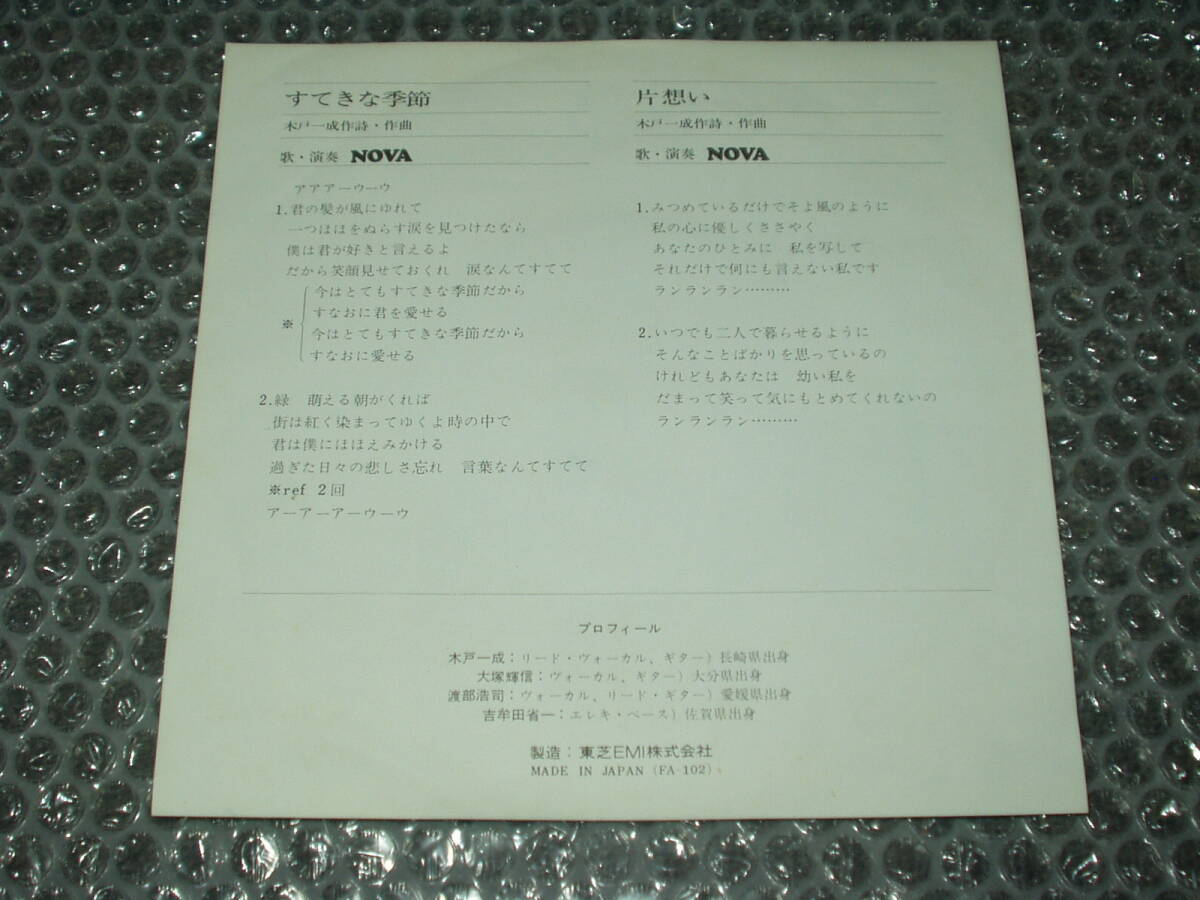 すてきな季節
木戸一成作詩・作曲
歌・演奏 NOVA
アアアーウーウ
1.君の髪が風にゆれて
一つほほをぬらす涙を見つけたなら
僕は君が好きと言えるよ
だから笑顔見せておくれ　涙なんてすてて
今はとてもすてきな季節だから
すなおに君を愛せる
※
今はとてもすてきな季節だから
すなおに愛せる
2.緑　萌える朝がくれば
街は紅く染まってゆくよ時の中で
君は僕にほほえみかける
過ぎた日々の悲しさ忘れ　言葉なんてすてて
※ref 2回
アーアーアーウーウ
片想い
木戸一成作詩・作曲
歌・演奏 NOVA
1.みつめているだけでそよ風のように
私の心に優しくささやく
あなたのひとみに　私を写して
それだけで何にも言えない私です
ランランラン………
2.いつでも二人で暮らせるように
そんなことばかりを思っているの
けれどもあなたは　幼い私を
だまって笑って気にもとめてくれないの
ランランラン………
プロフィール
木戸一成：リード・ヴォーカル、ギター）長崎県出身
大塚輝信：ヴォーカル、ギター）大分県出身
渡部浩司：ヴォーカル、リード・ギター）愛媛県出身
吉牟田省一：エレキ・ベース）佐賀県出身
製造：東芝EMI株式会社
MADE IN JAPAN (FA-102)